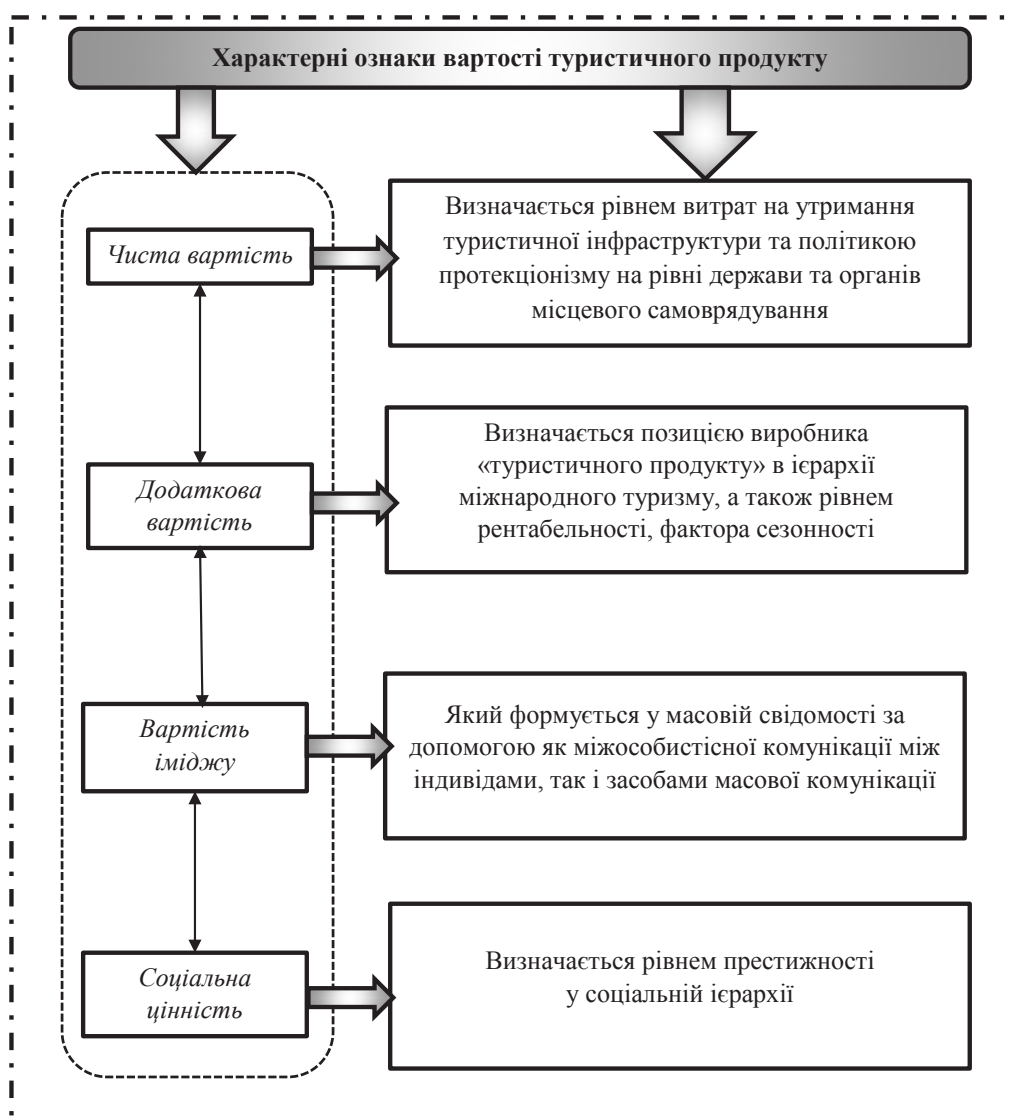 Характерні ознаки вартості туристичного продукту
Чиста вартість
Визначається рівнем витрат на утримання
туристичної інфраструктури та політикою
протекціонізму на рівні держави та органів
місцевого самоврядування
Додаткова
вартість
Визначається позицією виробника
«туристичного продукту» в ієрархії
міжнародного туризму, а також рівнем
рентабельності, фактора сезонності
Вартість
іміджу
Який формується у масовій свідомості за
допомогою як міжособистісної комунікації між
індивідами, так і засобами масової комунікації
Соціальна
цінність
Визначається рівнем престижності
у соціальній ієрархії